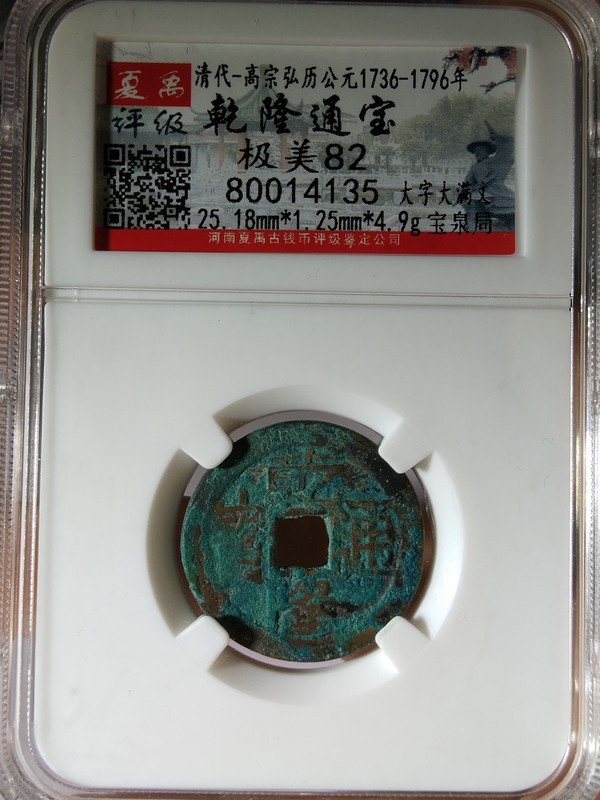 夏禹 清代-高宗弘历公元1736-1796年
评级 乾隆通宝
极美82
80014135 大字大满文
25.18mm*1.25mm*4.9g 宝泉局
河南夏禹古钱币评级鉴定公司
通